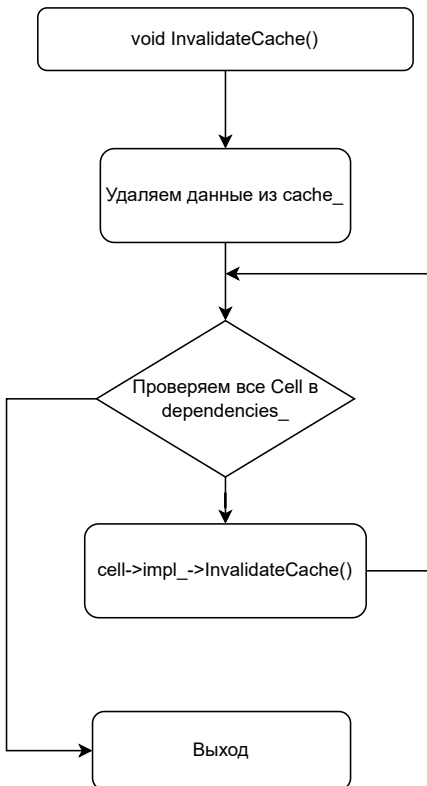 void InvalidateCache()
Удаляем данные из cache_
Проверяем все Cell в
dependencies_
cell->impl_->InvalidateCache()
Выход